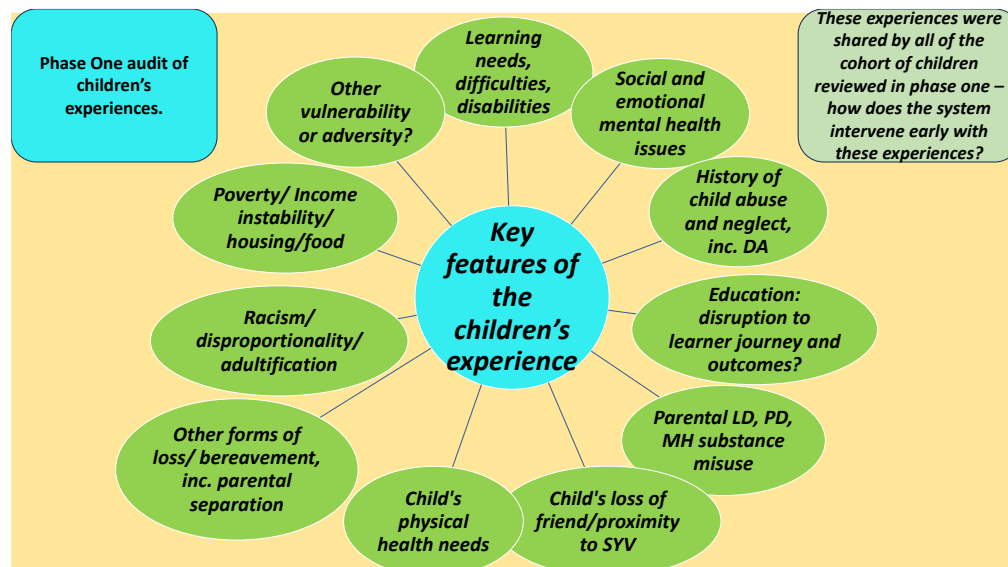 Phase One audit of
children's
experiences.
These experiences were
shared by all of the
cohort of children
reviewed in phase one –
how does the system
intervene early with
these experiences?
Key
features of
the
children's
experience
Learning
needs,
difficulties,
disabilities
Social and
emotional
mental health
issues
History of
child abuse
and neglect,
inc. DA
Education:
disruption to
learner journey and
outcomes?
Parental LD, PD,
MH substance
misuse
Child's loss of
friend/proximity
to SYV
Child's
physical
health needs
Other forms of
loss/ bereavement,
inc. parental
separation
Racism/
disproportionality/
adultification
Poverty/ Income
instability/
housing/food
Other
vulnerability
or adversity?